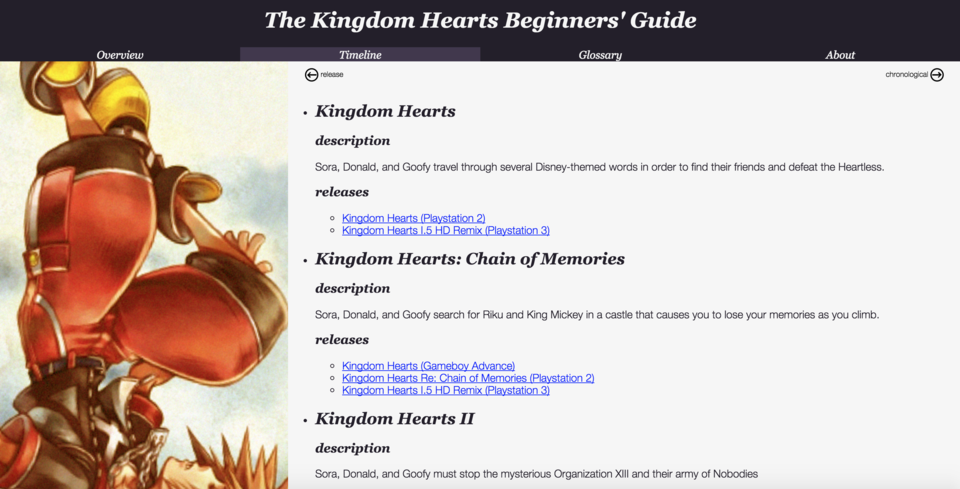 The Kingdom Hearts Beginners' Guide
Overview Timeline Glossary About
release chronological
Kingdom Hearts
description
Sora, Donald, and Goofy travel through several Disney-themed words in order to find their friends and defeat the Heartless.
releases
Kingdom Hearts (Playstation 2)
Kingdom Hearts I.5 HD Remix (Playstation 3)
Kingdom Hearts: Chain of Memories
description
Sora, Donald, and Goofy search for Riku and King Mickey in a castle that causes you to lose your memories as you climb.
releases
Kingdom Hearts (Gameboy Advance)
Kingdom Hearts Re: Chain of Memories (Playstation 2)
Kingdom Hearts I.5 HD Remix (Playstation 3)
Kingdom Hearts II
description
Sora, Donald, and Goofy must stop the mysterious Organization XIII and their army of Nobodies